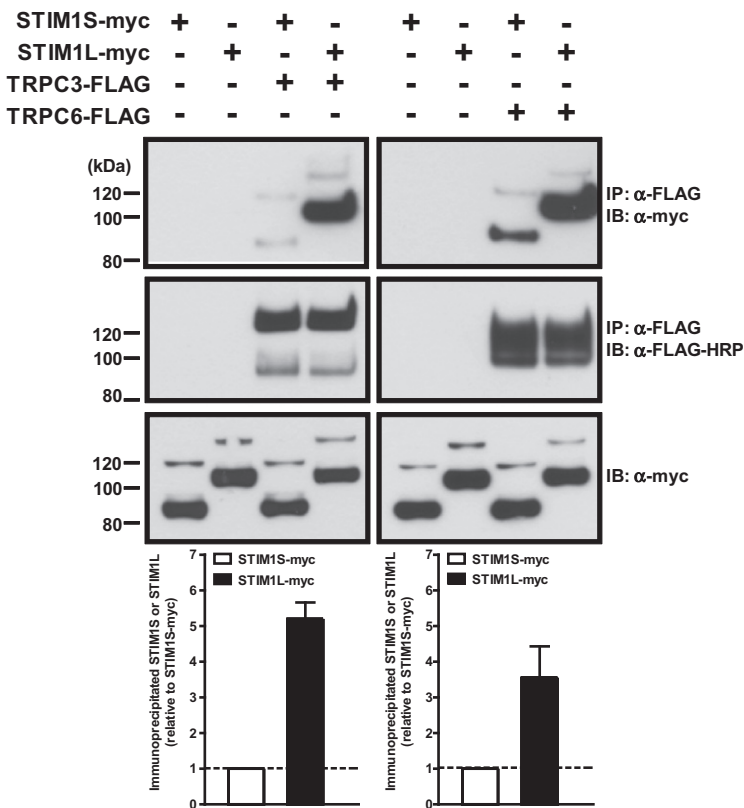 STIM1S-myc + - + - + - + -
STIM1L-myc - + - + - + - +
TRPC3-FLAG - - + + - - - -
TRPC6-FLAG - - - - - - + +
(kDa)
120
100
80
IP: α-FLAG
IB: α-myc
120
100
80
IP: α-FLAG
IB: α-FLAG-HRP
120
100
80
IB: α-myc
Immunoprecipitated STIM1S or STIM1L
(relative to STIM1S-myc)
7
6
5
4
3
2
1
0
STIM1S-myc
STIM1L-myc
Immunoprecipitated STIM1S or STIM1L
(relative to STIM1S-myc)
7
6
5
4
3
2
1
0
STIM1S-myc
STIM1L-myc